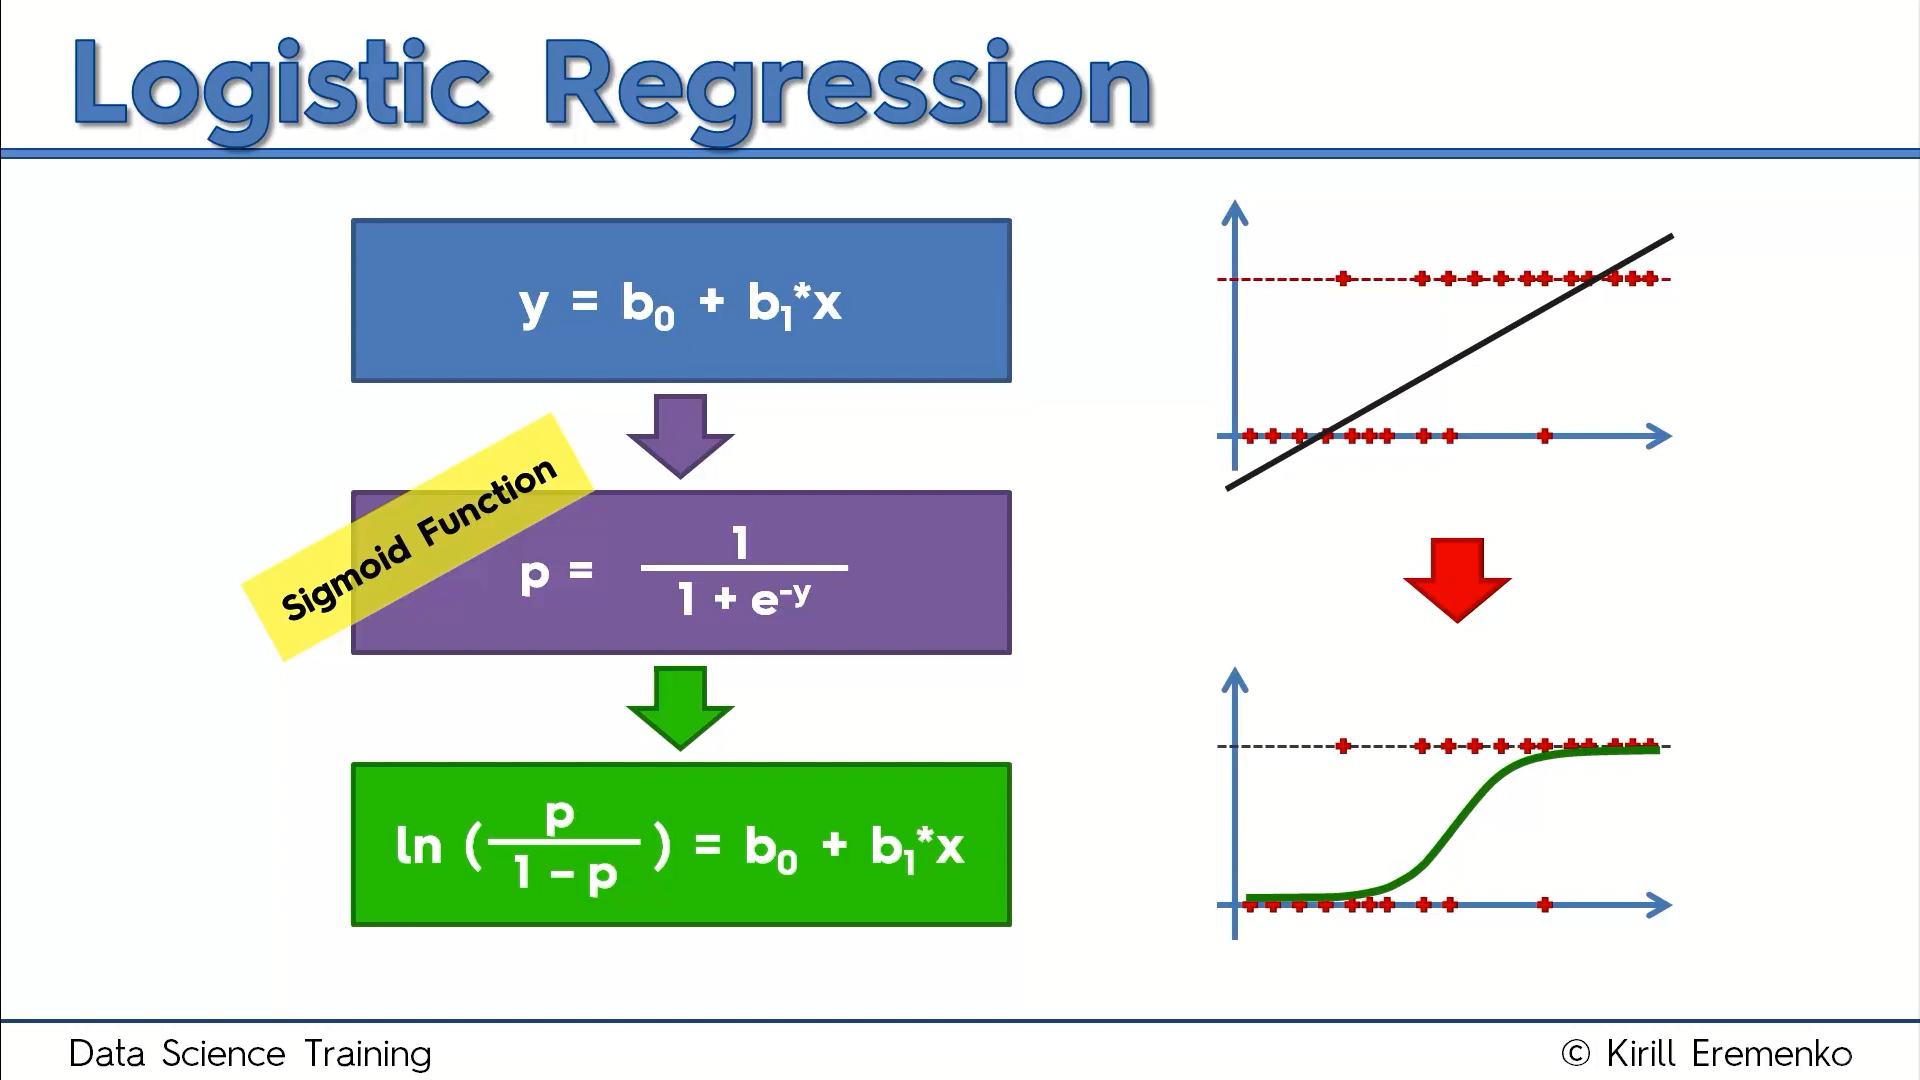 Logistic Regression
y = b₀ + b₁*x
Sigmoid Function
p = 1 / 1 + e⁻ʸ
ln ( p / 1 – p ) = b₀ + b₁*x
Data Science Training
© Kirill Eremenko